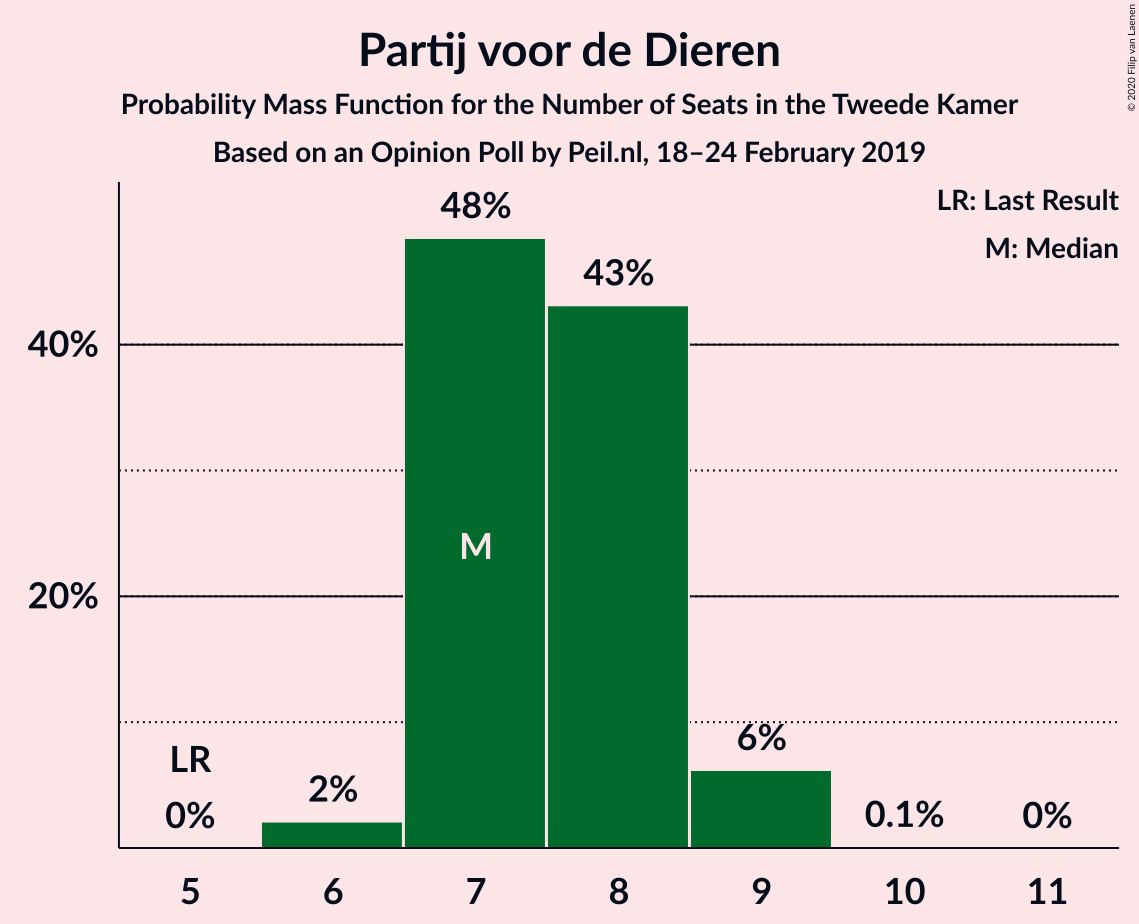 Partij voor de Dieren
Probability Mass Function for the Number of Seats in the Tweede Kamer
Based on an Opinion Poll by Peil.nl, 18–24 February 2019
© 2020 Filip van Laenen
LR: Last Result
M: Median
48%
43%
40%
M
20%
LR
6%
2%
0%
0.1%
0%
5 6 7 8 9 10 11